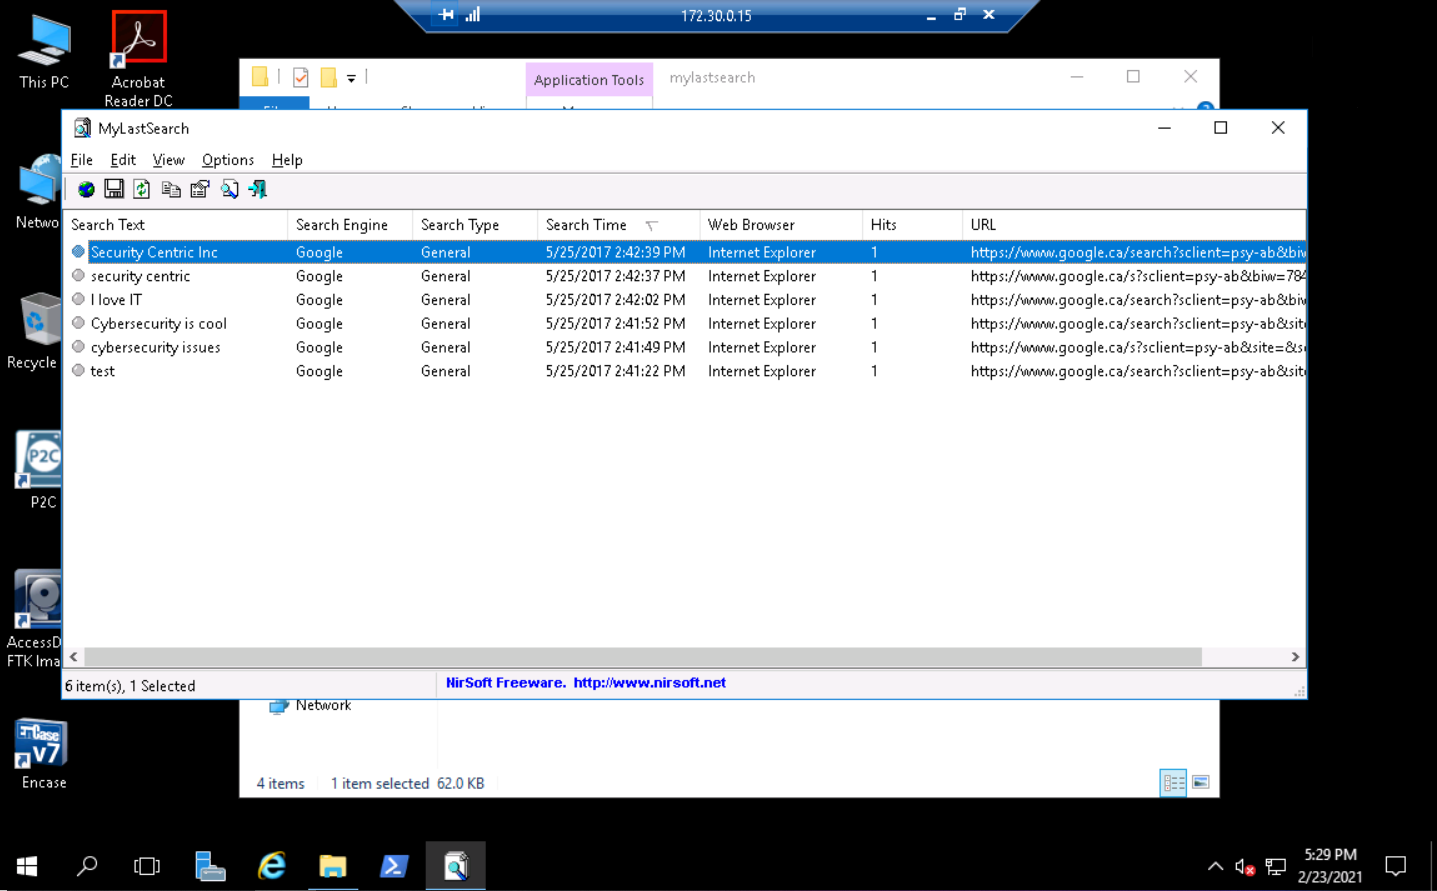 172.30.0.15
This PC
Acrobat
Reader DC
Application Tools
mylastsearch
MyLastSearch
File Edit View Options Help
Search Text Search Engine Search Type Search Time Web Browser Hits URL
Security Centric Inc Google General 5/25/2017 2:42:39 PM Internet Explorer 1 https://www.google.ca/search?sclient=psy-ab&biw
security centric Google General 5/25/2017 2:42:37 PM Internet Explorer 1 https://www.google.ca/s?sclient=psy-ab&biw=784
I love IT Google General 5/25/2017 2:42:02 PM Internet Explorer 1 https://www.google.ca/search?sclient=psy-ab&biw
Cybersecurity is cool Google General 5/25/2017 2:41:52 PM Internet Explorer 1 https://www.google.ca/search?sclient=psy-ab&sit
cybersecurity issues Google General 5/25/2017 2:41:49 PM Internet Explorer 1 https://www.google.ca/s?sclient=psy-ab&site=&s
test Google General 5/25/2017 2:41:22 PM Internet Explorer 1 https://www.google.ca/search?sclient=psy-ab&sit
6 item(s), 1 Selected
NirSoft Freeware. http://www.nirsoft.net
Netwo
Recycle
P2C
P2C
AccessD
FTK Ima
EnCase
v7
Encase
Network
4 items 1 item selected 62.0 KB
5:29 PM
2/23/2021